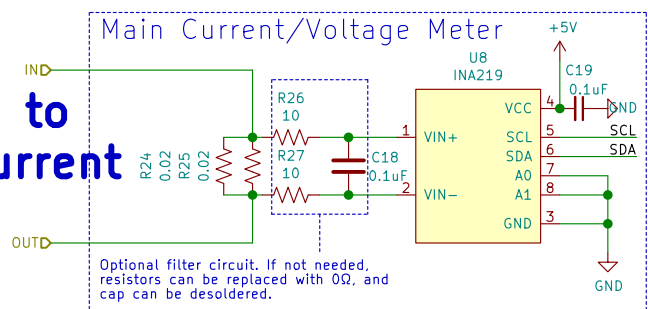 Main Current/Voltage Meter
+5V
U8
INA219
IN
C19
0.1uF
to
R26
10
VCC 4
GND
1 VIN+
SCL 5 SCL
R24
0.02
R25
0.02
R27
10
C18
0.1uF
SDA 6 SDA
urrent
A0 7
2 VIN-
A1 8
GND 3
OUT
GND
Optional filter circuit. If not needed,
resistors can be replaced with 0Ω, and
cap can be desoldered.